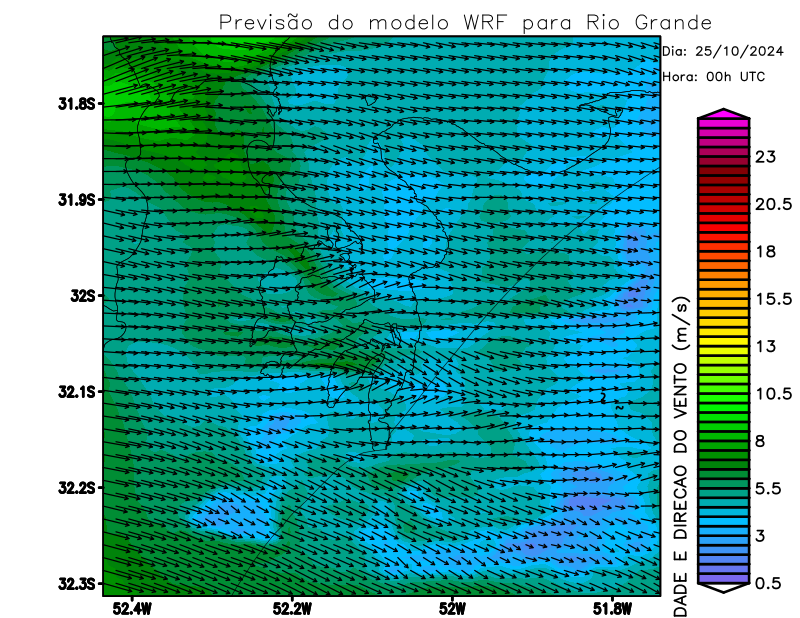 Previsão do modelo WRF para Rio Grande
Dia: 25/10/2024
Hora: 00h UTC
31.8S
31.9S
32S
32.1S
32.2S
32.3S
52.4W
52.2W
52W
51.8W
23
20.5
18
15.5
13
10.5
8
5.5
3
0.5
DADE E DIRECAO DO VENTO (m/s)